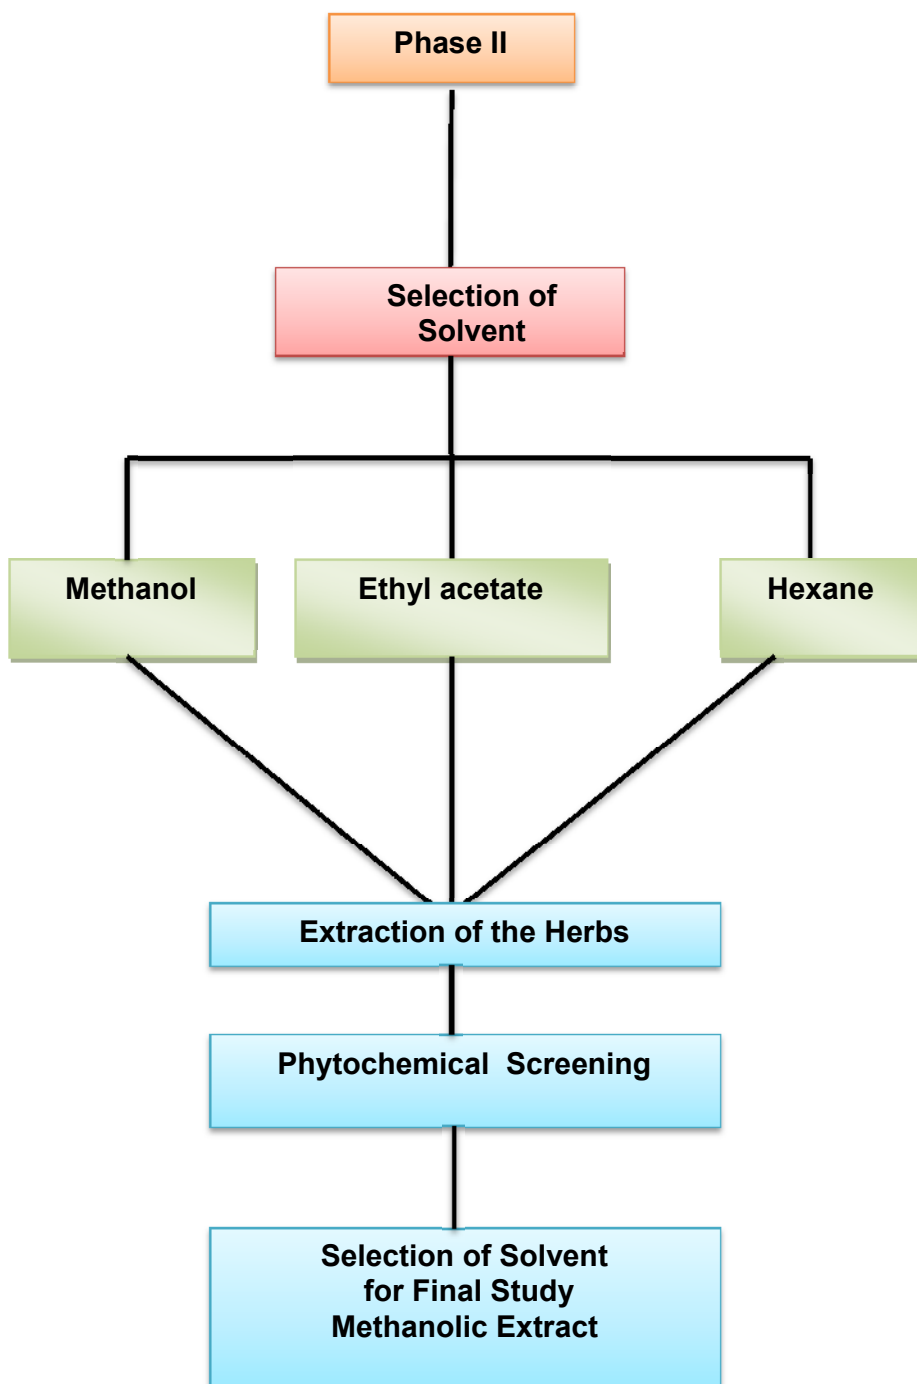 Phase II
Selection of
Solvent
Methanol
Ethyl acetate
Hexane
Extraction of the Herbs
Phytochemical Screening
Selection of Solvent
for Final Study
Methanolic Extract